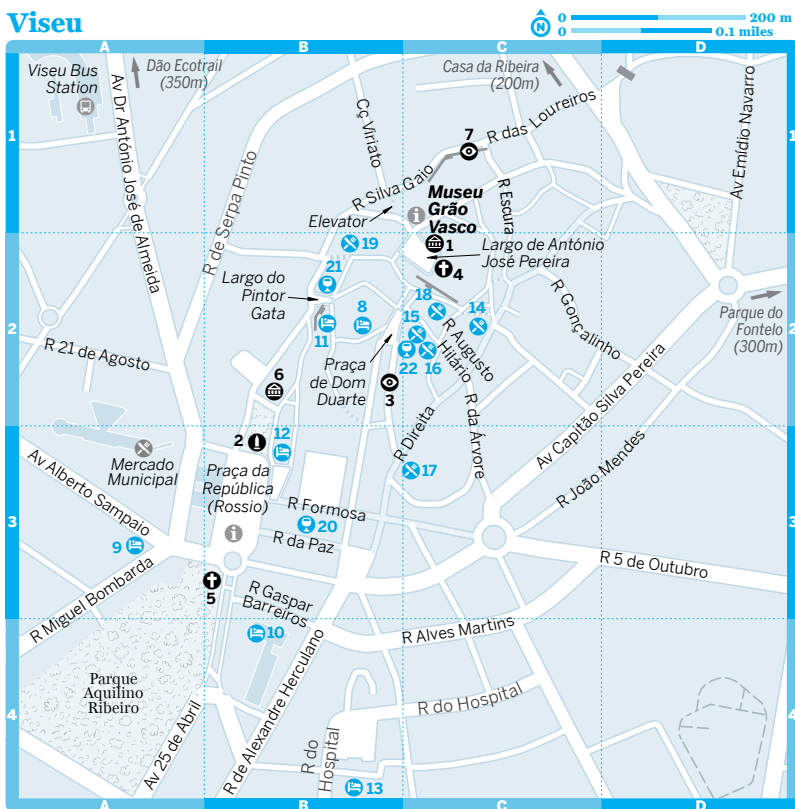 Viseu
N
0
200 m
0
0.1 miles
A
B
C
D
1
2
3
4
Viseu Bus
Station
Av Dr António José de Almeida
Dão Ecotrail
(350m)
Cç Viriato
Casa da Ribeira
(200m)
7
R das Loureiros
Av Emídio Navarro
R de Serpa Pinto
R Silva Gaio
R Escura
Elevator
Museu
Grão
Vasco
1
Largo de António
José Pereira
4
19
21
Largo do
Pintor
Gata
8
11
18
14
15
22
16
R Augusto
Hilário
R Gonçalinho
Parque do
Fontelo
(300m)
R 21 de Agosto
6
Praça
de Dom
Duarte
3
R da Árvore
Av Capitão Silva Pereira
2
12
R Direita
17
Mercado
Municipal
Praça da
República
(Rossio)
Av Alberto Sampaio
R João Mendes
R Formosa
20
R da Paz
9
R Miguel Bombarda
5
R 5 de Outubro
R Gaspar
Barreiros
10
R Alves Martins
Parque
Aquilino
Ribeiro
Av 25 de Abril
R de Alexandre Herculano
R do Hospital
R do
Hospital
13
A
B
C
D
1
2
3
4